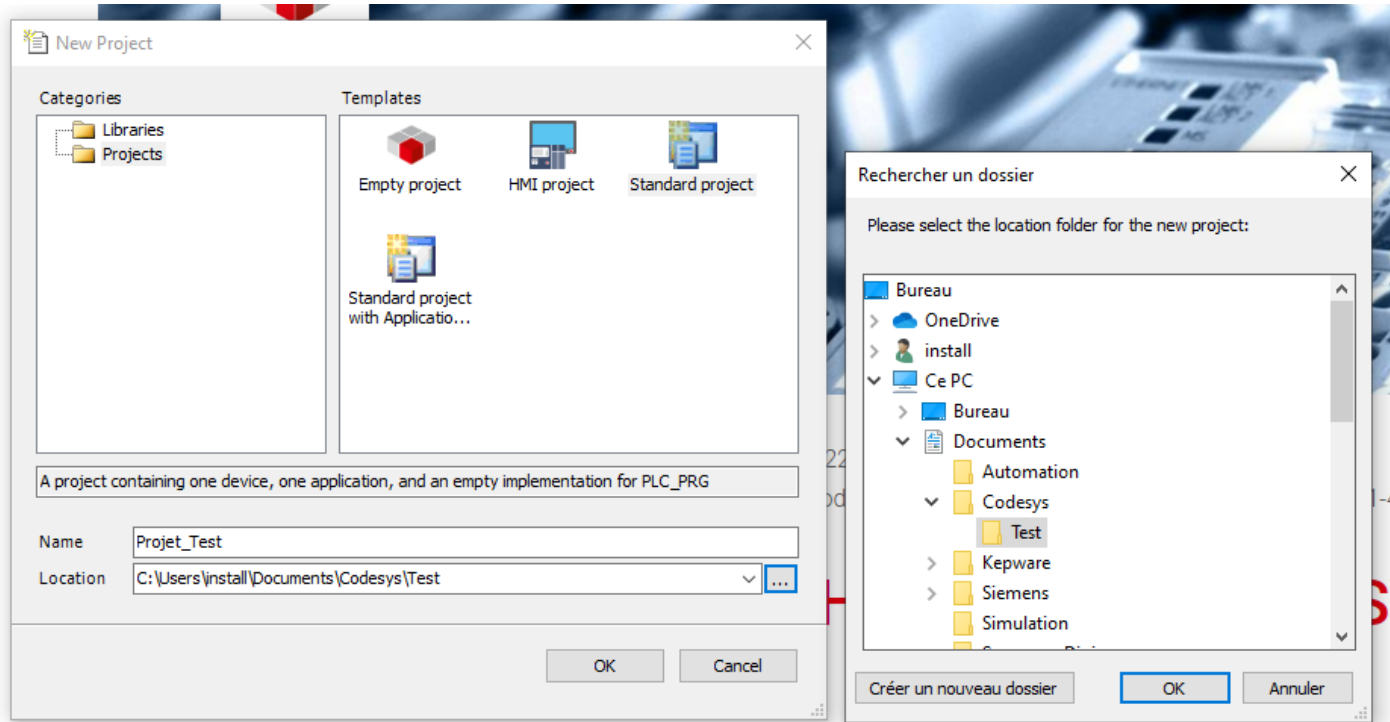 New Project
Categories
Libraries
Projects
Templates
Empty project
HMI project
Standard project
Standard project
with Applicatio...
A project containing one device, one application, and an empty implementation for PLC_PRG
Name
Projet_Test
Location
C:\Users\install\Documents\Codesys\Test
...
OK
Cancel
Rechercher un dossier
Please select the location folder for the new project:
Bureau
OneDrive
install
Ce PC
Bureau
Documents
Automation
Codesys
Test
Kepware
Siemens
Simulation
Créer un nouveau dossier
OK
Annuler